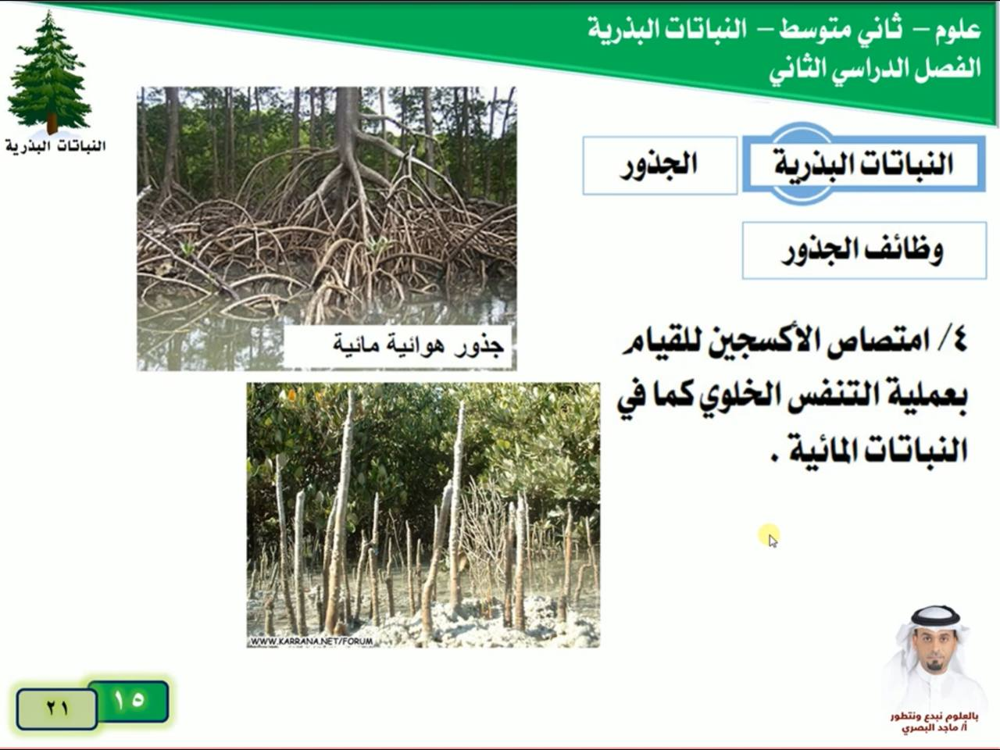 علوم – ثاني متوسط – النباتات البذرية
الفصل الدراسي الثاني
النباتات البذرية
النباتات البذرية
الجذور
وظائف الجذور
٤/ امتصاص الأكسجين للقيام
بعملية التنفس الخلوي كما في
النباتات المائية .
جذور هوائية مائية
WWW.KARRANA.NET/FORUM
١٥
٢١
بالعلوم نبدع ونتطور
أ/ ماجد البصري